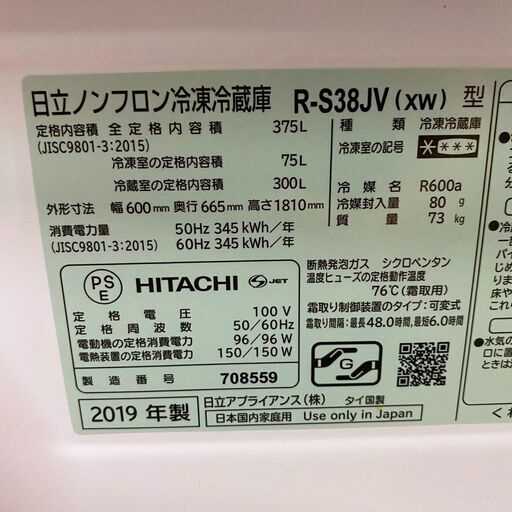 日立ノンフロン冷凍冷蔵庫 R-S38JV(XW) 型
定格内容積 全定格内容積 375L
(JISC9801-3:2015)
冷凍室の定格内容積 75L
冷蔵室の定格内容積 300L
外形寸法 幅600mm 奥行665mm 高さ1810mm
消費電力量 50Hz 345 kWh/年
(JISC9801-3:2015) 60Hz 345 kWh/年
種類 冷凍冷蔵庫
冷凍室の記号 ****
冷媒名 R600a
冷媒封入量 80 g
質量 73 kg
PSE HITACHI S JET
定格電圧 100 V
定格周波数 50/60Hz
電動機の定格消費電力 96/96 W
電熱装置の定格消費電力 150/150 W
製造番号 708559
断熱発泡ガス シクロペンタン
温度ヒューズの定格動作温度
76℃(霜取用)
霜取り制御装置のタイプ:可変式
霜取り間隔:最長48.0時間,最短6.0時間
G
2019 年製
日立アプライアンス(株) タイ国製
日本国内家庭用 Use only in Japan